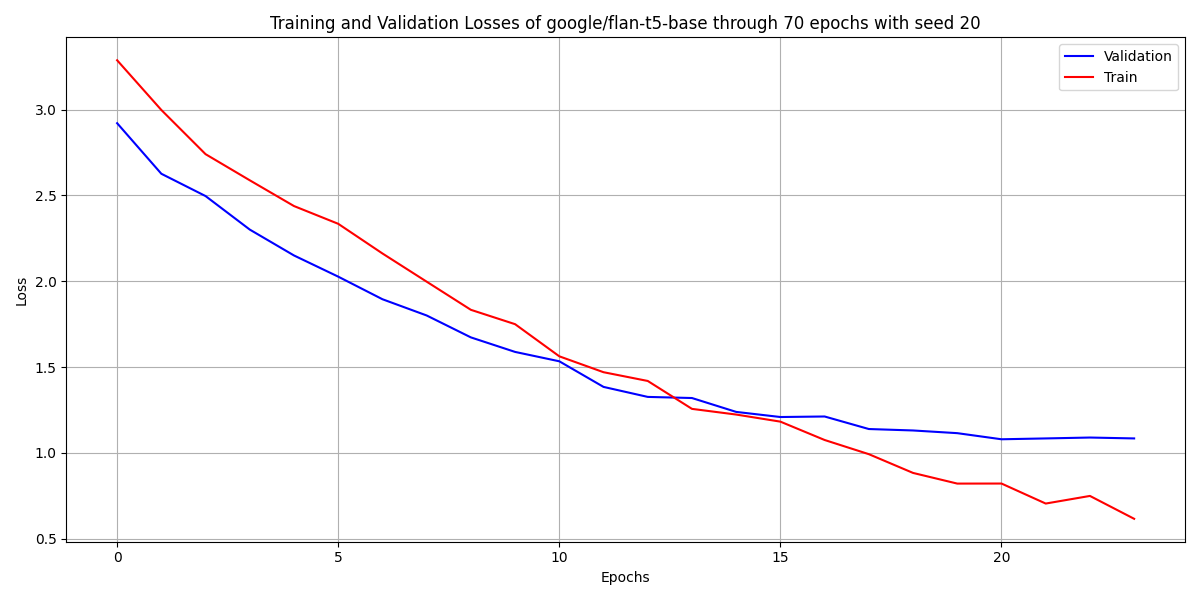 Training and Validation Losses of google/flan-t5-base through 70 epochs with seed 20
Validation
Train
Loss
3.0
2.5
2.0
1.5
1.0
0.5
0 5 10 15 20
Epochs